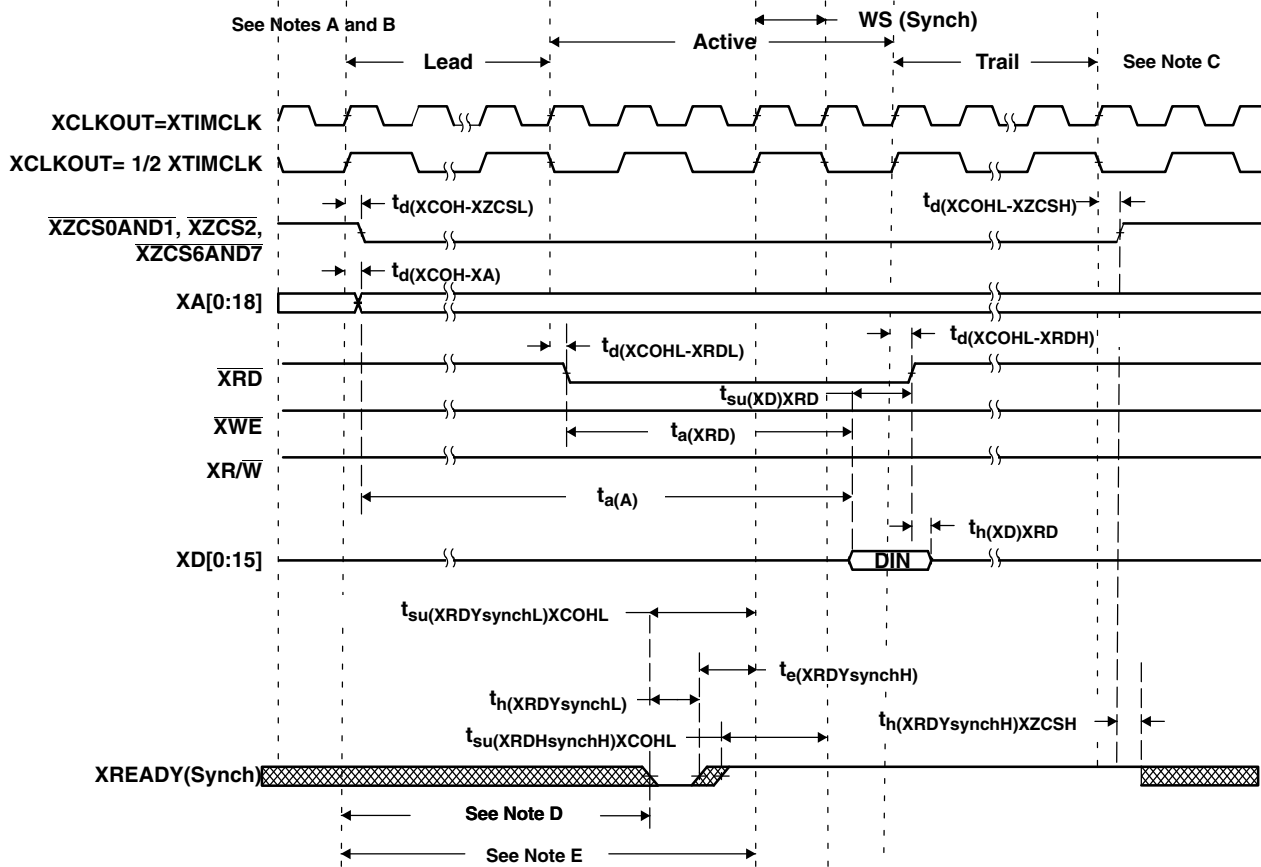 See Notes A and B
WS (Synch)
Active
Lead
Trail
See Note C
XCLKOUT=XTIMCLK
XCLKOUT= 1/2 XTIMCLK
td(XCOH-XZCSL)
td(XCOHL-XZCSH)
XZCS0AND1, XZCS2,
XZCS6AND7
td(XCOH-XA)
XA[0:18]
td(XCOHL-XRDL)
td(XCOHL-XRDH)
XRD
tsu(XD)XRD
XWE
ta(XRD)
XR/W
ta(A)
th(XD)XRD
XD[0:15]
DIN
tsu(XRDYsynchL)XCOHL
te(XRDYsynchH)
th(XRDYsynchL)
th(XRDYsynchH)XZCSH
tsu(XRDHsynchH)XCOHL
XREADY(Synch)
See Note D
See Note E